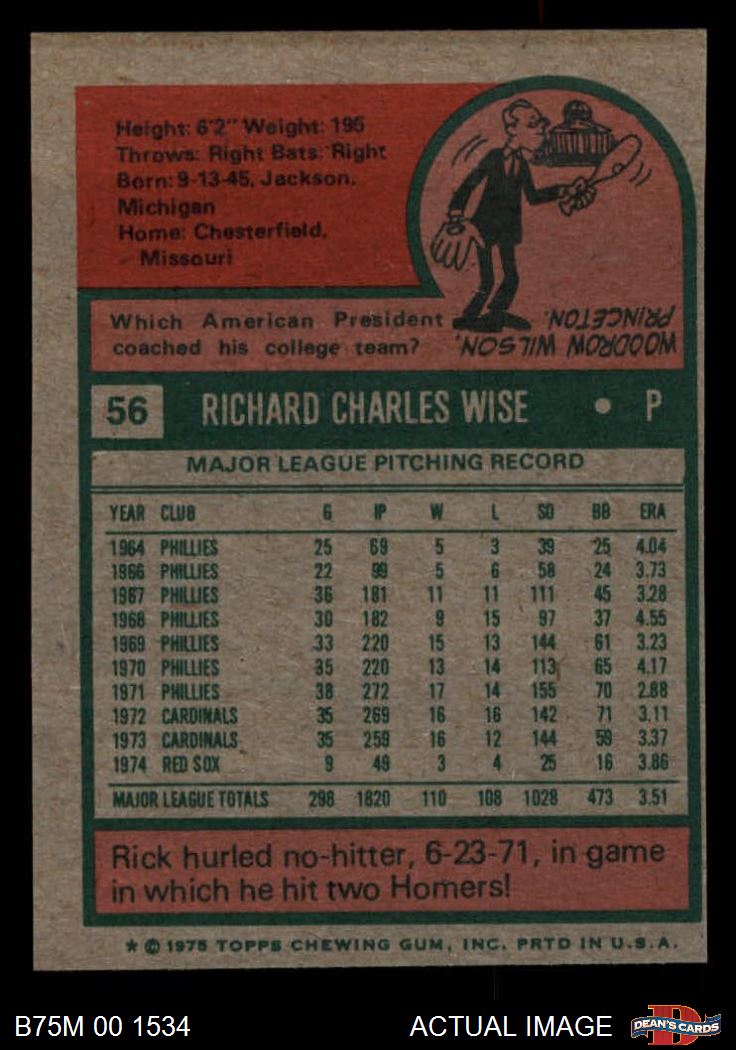 Height: 6'2" Weight: 195
Throws: Right Bats: Right
Born: 9-13-45, Jackson,
Michigan
Home: Chesterfield,
Missouri
Which American President
coached his college team?
WOODROW WILSON,
PRINCETON.
56 RICHARD CHARLES WISE • P
MAJOR LEAGUE PITCHING RECORD
YEAR CLUB G IP W L SO BB ERA
1964 PHILLIES 25 69 5 3 39 25 4.04
1966 PHILLIES 22 99 5 6 58 24 3.73
1967 PHILLIES 36 181 11 11 111 45 3.28
1968 PHILLIES 30 182 9 15 97 37 4.55
1969 PHILLIES 33 220 15 13 144 61 3.23
1970 PHILLIES 35 220 13 14 113 65 4.17
1971 PHILLIES 38 272 17 14 155 70 2.88
1972 CARDINALS 35 269 16 16 142 71 3.11
1973 CARDINALS 35 259 16 12 144 59 3.37
1974 RED SOX 9 49 3 4 25 16 3.86
MAJOR LEAGUE TOTALS 298 1820 110 108 1028 473 3.51
Rick hurled no-hitter, 6-23-71, in game
in which he hit two Homers!
* © 1975 TOPPS CHEWING GUM, INC. PRTD IN U.S.A.
B75M 00 1534 ACTUAL IMAGE D DEAN'S CARDS